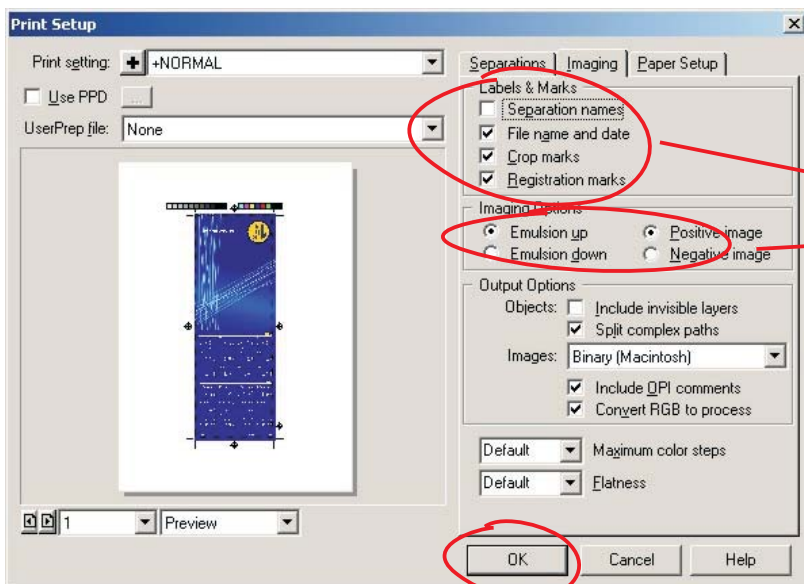 Print Setup
Print setting: +NORMAL
Use PPD ...
UserPrep file: None
1 Preview
Separations Imaging Paper Setup
Labels & Marks
Separation names
File name and date
Crop marks
Registration marks
Imaging Options
Emulsion up Positive image
Emulsion down Negative image
Output Options
Objects: Include invisible layers
Split complex paths
Images: Binary (Macintosh)
Include OPI comments
Convert RGB to process
Default Maximum color steps
Default Flatness
OK Cancel Help